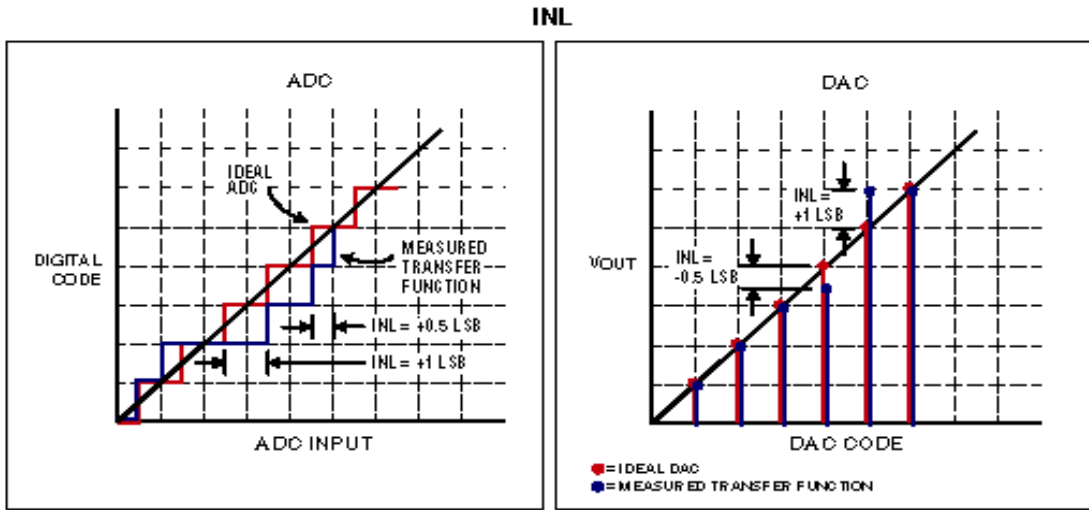 INL
ADC
IDEAL
ADC
MEASURED
TRANSFER
FUNCTION
DIGITAL
CODE
INL = +0.5 LSB
INL = +1 LSB
ADC INPUT
DAC
INL =
+1 LSB
INL =
-0.5 LSB
VOUT
DAC CODE
= IDEAL DAC
= MEASURED TRANSFER FUNCTION